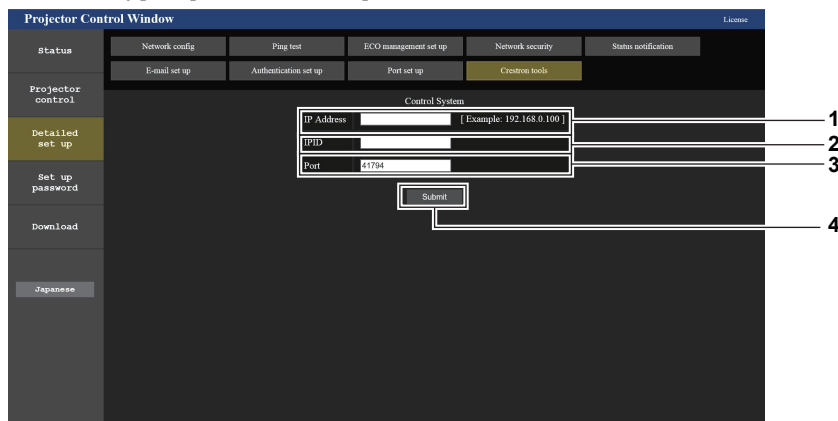 Projector Control Window
License
Status
Network config
Ping test
ECO management set up
Network security
Status notification
E-mail set up
Authentication set up
Port set up
Crestron tools
Projector
control
Detailed
set up
Set up
password
Download
Japanese
Control System
IP Address [ Example: 192.168.0.100 ]
IPID
Port 41794
Submit
1
2
3
4